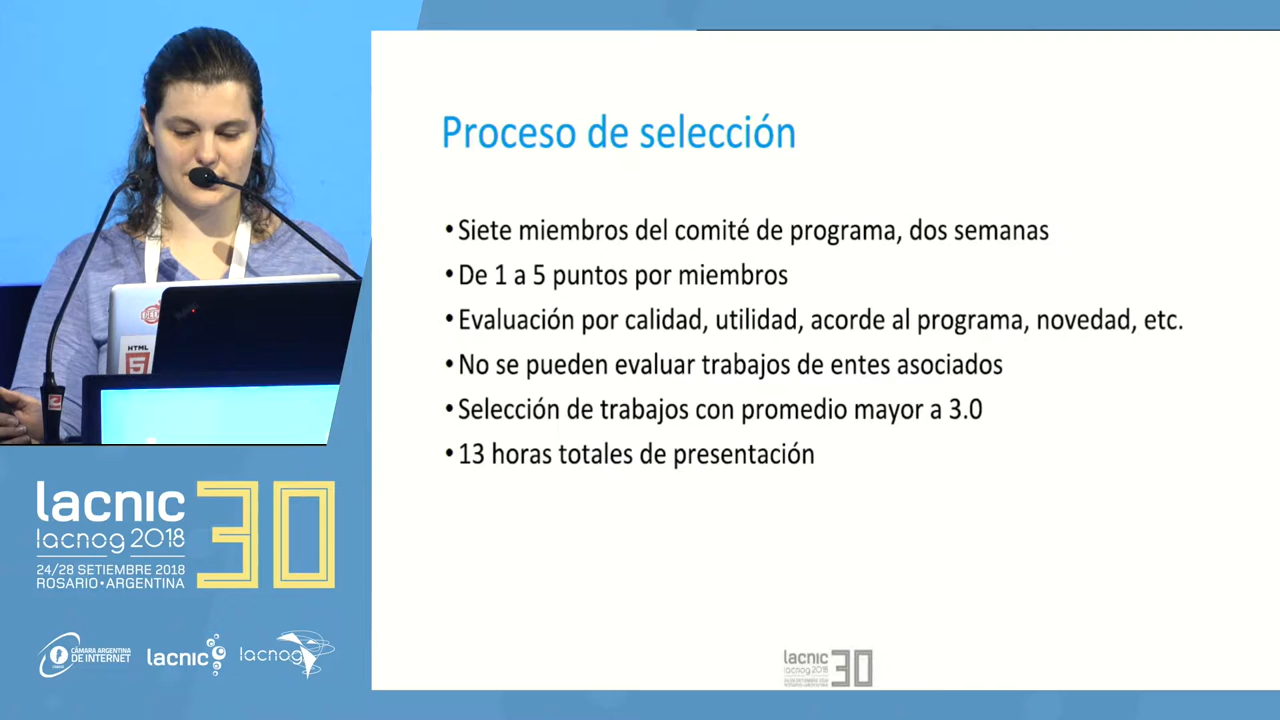 Proceso de selección
• Siete miembros del comité de programa, dos semanas
• De 1 a 5 puntos por miembros
• Evaluación por calidad, utilidad, acorde al programa, novedad, etc.
• No se pueden evaluar trabajos de entes asociados
• Selección de trabajos con promedio mayor a 3.0
• 13 horas totales de presentación
HTML
5
lacnic 30
lacnog 2018
24/28 SETIEMBRE 2018
ROSARIO • ARGENTINA
CÁMARA ARGENTINA
DE INTERNET
lacnic
lacnog
lacnic 30
lacnog 2018